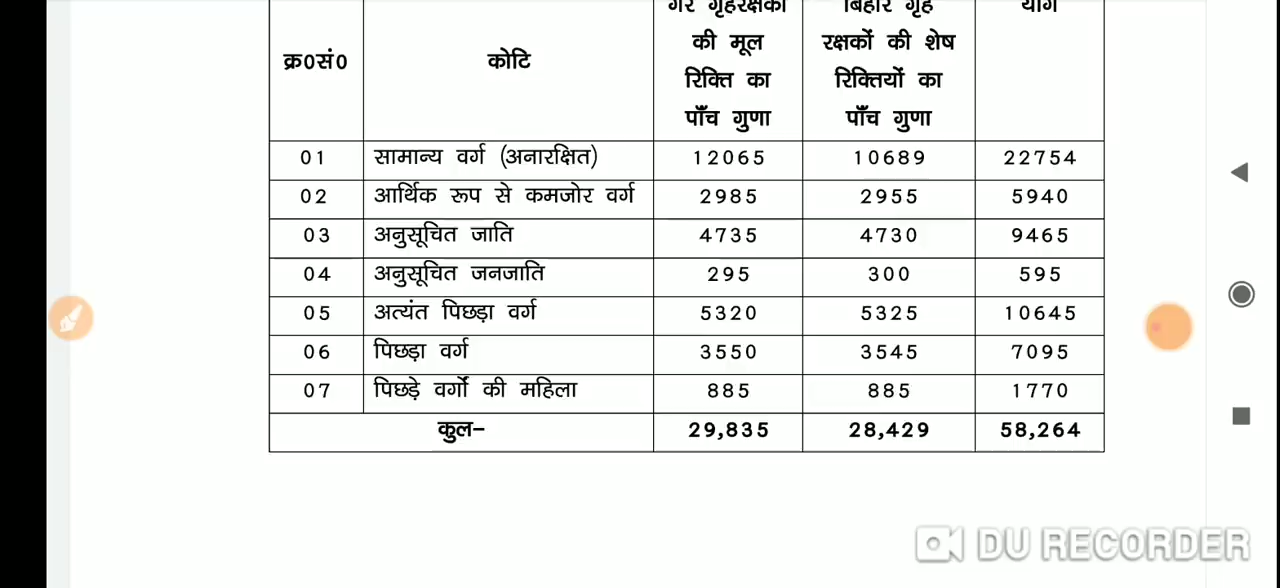 गैर गृहरक्षकों बिहार गृह योग
की मूल रक्षकों की शेष
क्र0सं0 कोटि रिक्ति का रिक्तियों का
पाँच गुणा पाँच गुणा
01 सामान्य वर्ग (अनारक्षित) 12065 10689 22754
02 आर्थिक रूप से कमजोर वर्ग 2985 2955 5940
03 अनुसूचित जाति 4735 4730 9465
04 अनुसूचित जनजाति 295 300 595
05 अत्यंत पिछड़ा वर्ग 5320 5325 10645
06 पिछड़ा वर्ग 3550 3545 7095
07 पिछड़े वर्गों की महिला 885 885 1770
कुल- 29,835 28,429 58,264
DU RECORDER